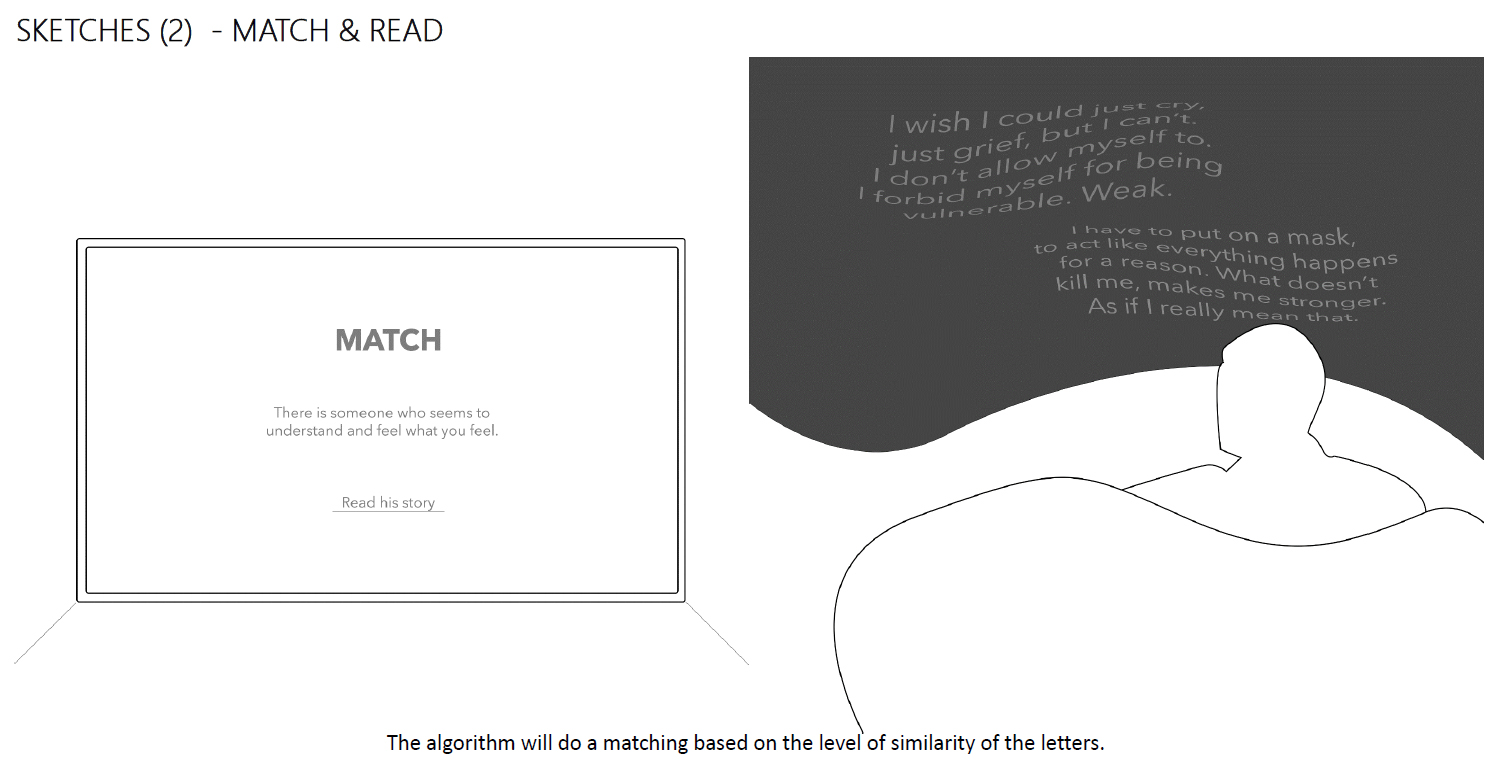 SKETCHES (2) - MATCH & READ
MATCH
There is someone who seems to
understand and feel what you feel.
Read his story
I wish I could just cry,
just grief, but I can't.
I don't allow myself to.
I forbid myself for being
vulnerable. Weak.
I have to put on a mask,
to act like everything happens
for a reason. What doesn't
kill me, makes me stronger.
As if I really mean that.
The algorithm will do a matching based on the level of similarity of the letters.